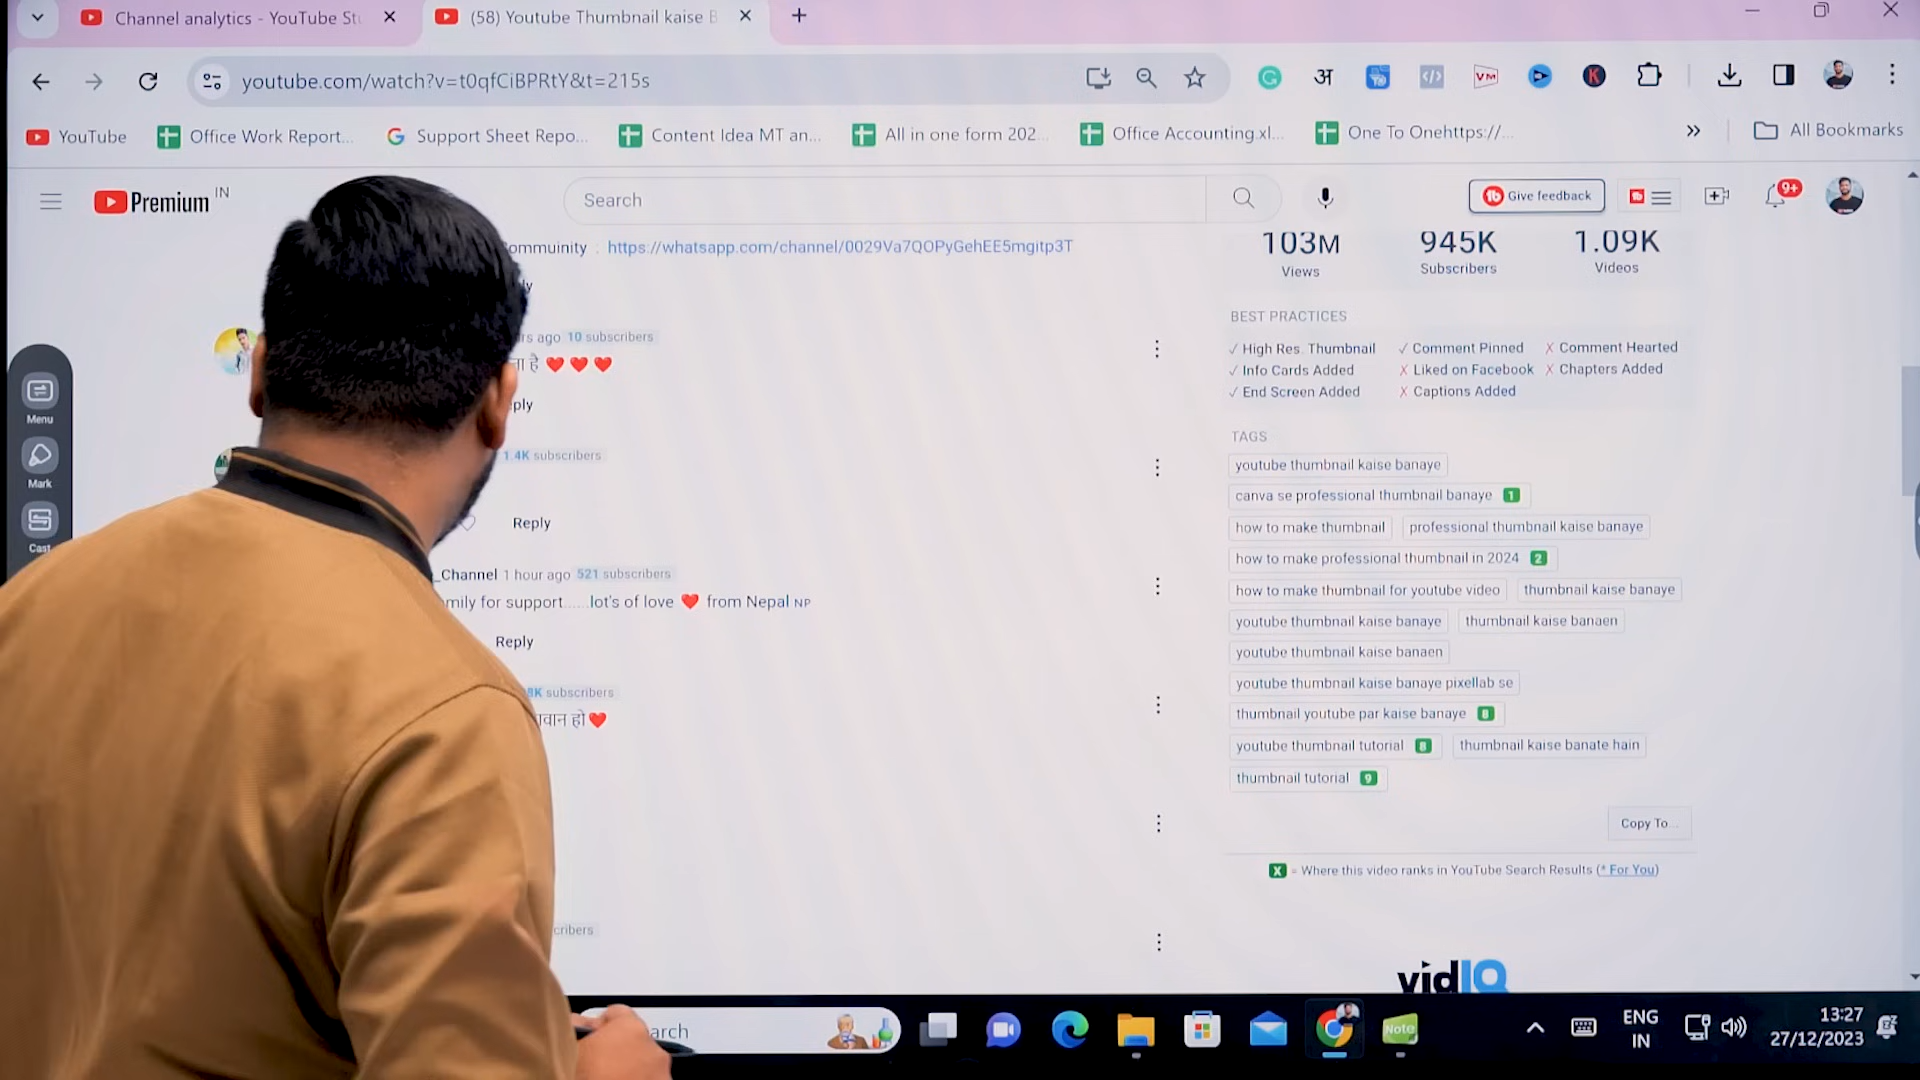 Channel analytics - YouTube St
(58) Youtube Thumbnail kaise B
youtube.com/watch?v=t0qfCiBPRtY&t=215s
YouTube
Office Work Report...
Support Sheet Repo...
Content Idea MT an...
All in one form 202
Office Accounting.xl...
One To Onehttps://...
All Bookmarks
Premium IN
Search
Give feedback
9+
ommuinity : https://whatsapp.com/channel/0029Va7QOPyGehEE5mgitp3T
103M
945K
1.09K
Views
Subscribers
Videos
BEST PRACTICES
✓ High Res. Thumbnail ✓ Comment Pinned ✗ Comment Hearted
✓ Info Cards Added ✗ Liked on Facebook ✗ Chapters Added
✓ End Screen Added ✗ Captions Added
rs ago 10 subscribers
ता है ❤️ ❤️ ❤️
ply
1.4K subscribers
Reply
_Channel 1 hour ago 521 subscribers
mily for support......lot's of love ❤️ from Nepal NP
Reply
8K subscribers
वान हो❤️
cribers
Menu
Mark
Cast
TAGS
youtube thumbnail kaise banaye
canva se professional thumbnail banaye 1
how to make thumbnail professional thumbnail kaise banaye
how to make professional thumbnail in 2024 2
how to make thumbnail for youtube video thumbnail kaise banaye
youtube thumbnail kaise banaye thumbnail kaise banaen
youtube thumbnail kaise banaen
youtube thumbnail kaise banaye pixellab se
thumbnail youtube par kaise banaye 8
youtube thumbnail tutorial 8 thumbnail kaise banate hain
thumbnail tutorial 9
Copy To...
X = Where this video ranks in YouTube Search Results (* For You)
vidIQ
arch
Note
ENG
IN
13:27
27/12/2023